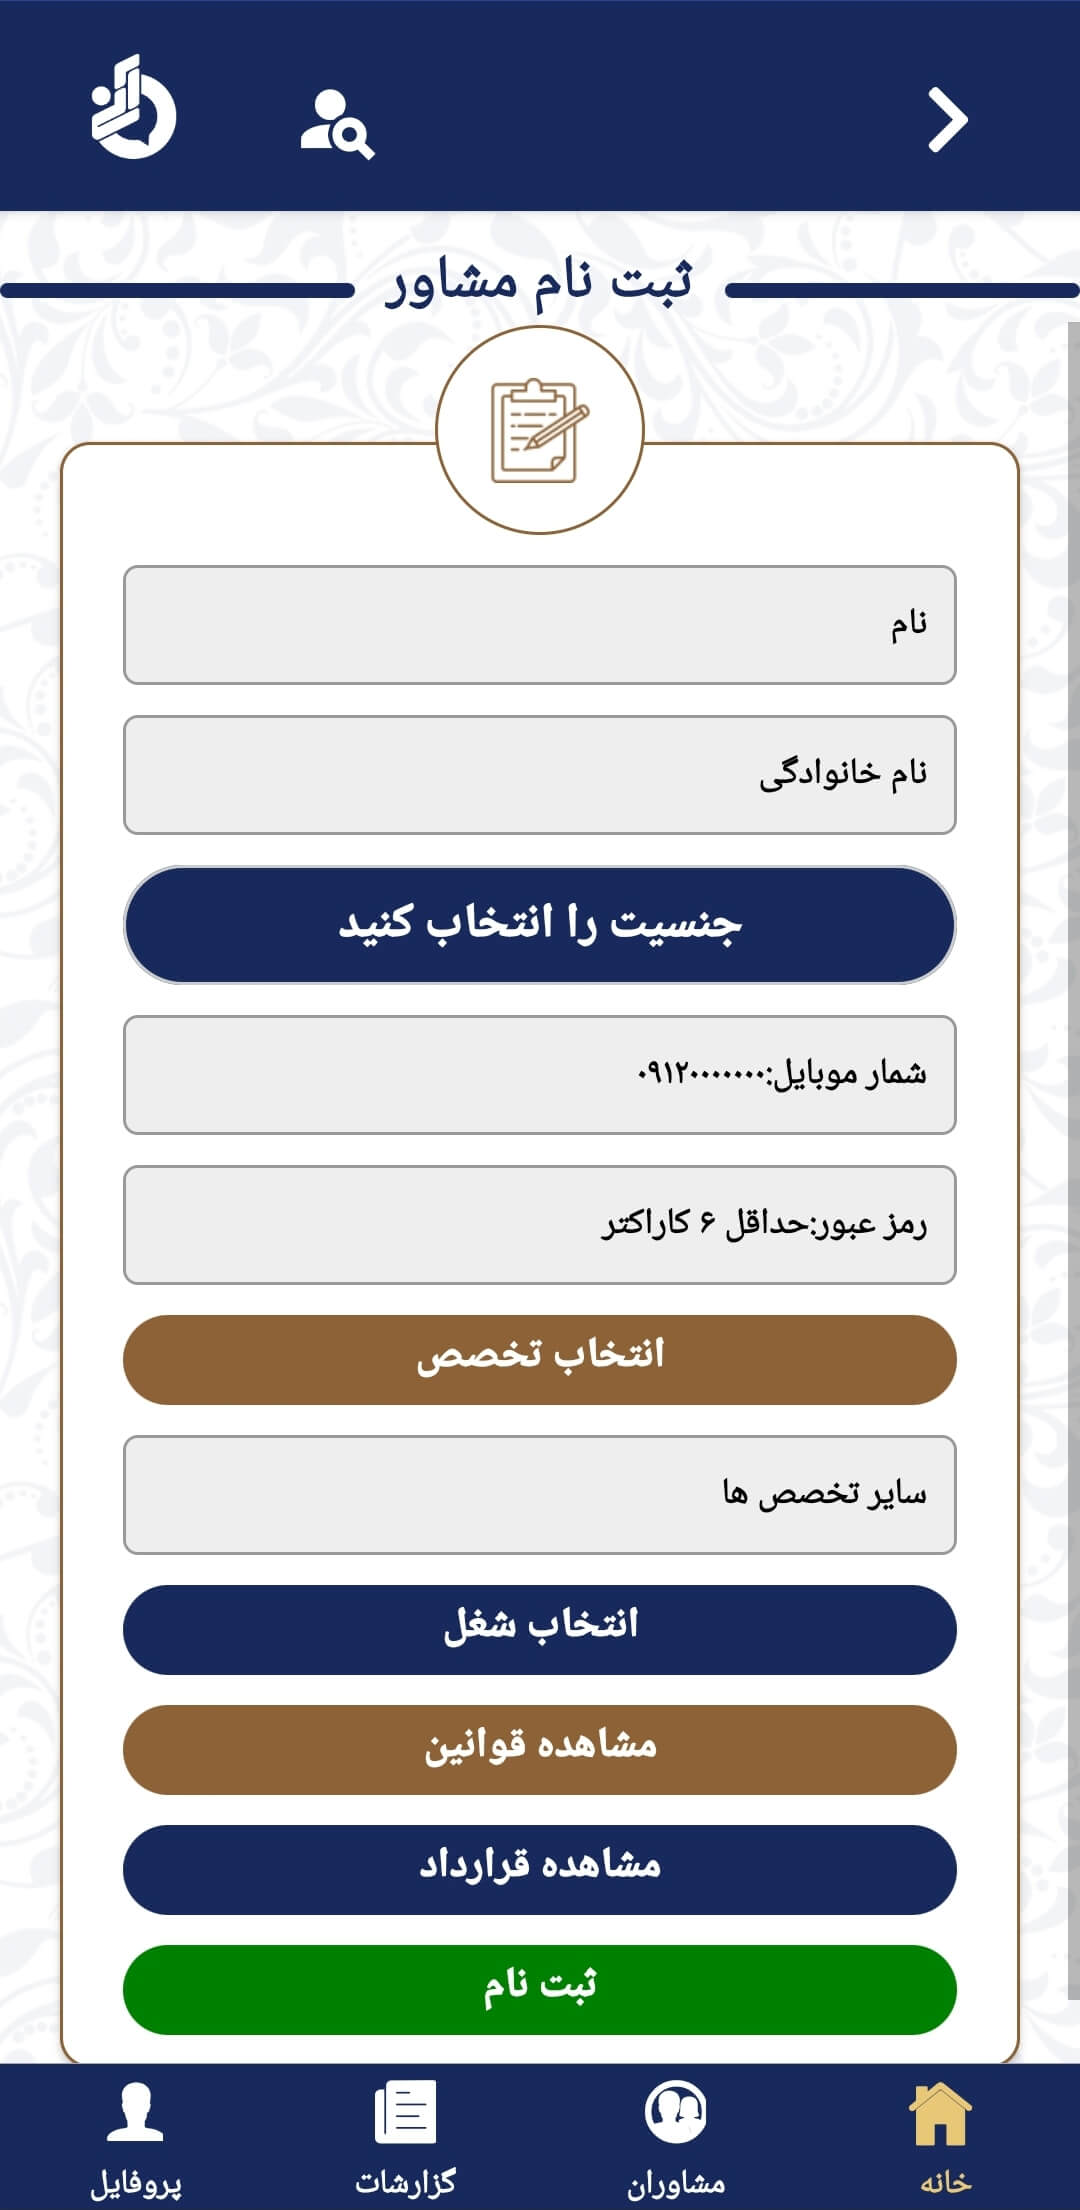 ثبت نام مشاور
نام
نام خانوادگی
جنسیت را انتخاب کنید
شمار موبایل:۰۹۱۲۰۰۰۰۰۰۰
رمز عبور:حداقل ۶ کاراکتر
انتخاب تخصص
سایر تخصص ها
انتخاب شغل
مشاهده قوانین
مشاهده قرارداد
ثبت نام
خانه
مشاوران
گزارشات
پروفایل